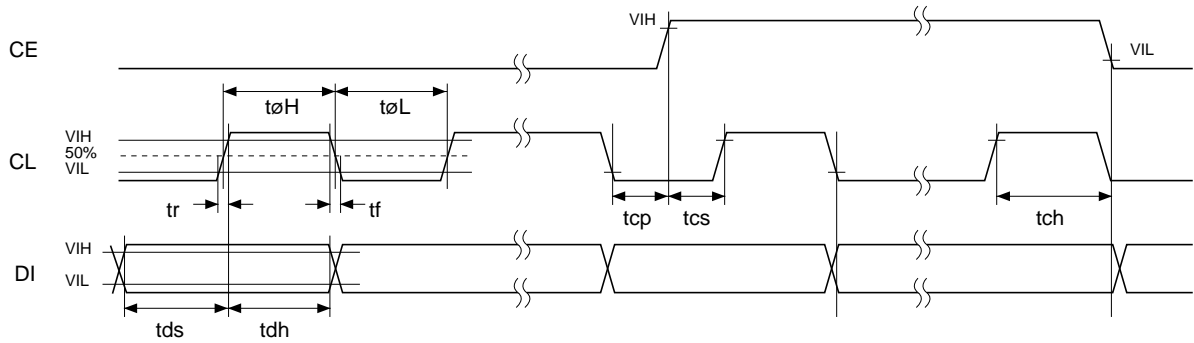 CE
VIH
VIL
tøH
tøL
CL
VIH
50%
VIL
tr
tf
tcp
tcs
tch
DI
VIH
VIL
tds
tdh